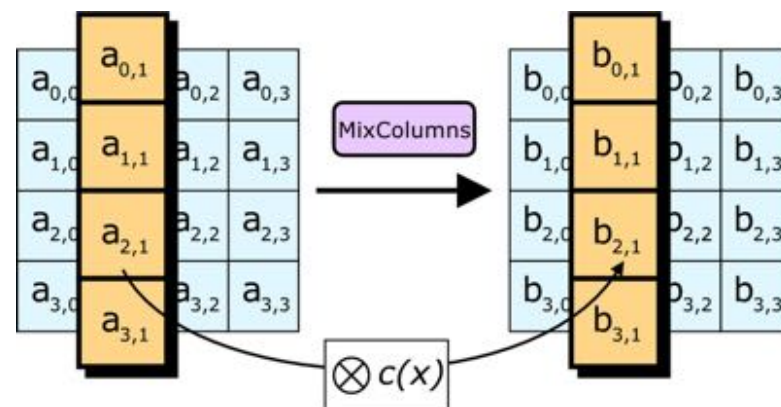 a0,0 a0,1 a0,2 a0,3
a1,0 a1,1 a1,2 a1,3
a2,0 a2,1 a2,2 a2,3
a3,0 a3,1 a3,2 a3,3
MixColumns
b0,0 b0,1 b0,2 b0,3
b1,0 b1,1 b1,2 b1,3
b2,0 b2,1 b2,2 b2,3
b3,0 b3,1 b3,2 b3,3
⊗ c(x)